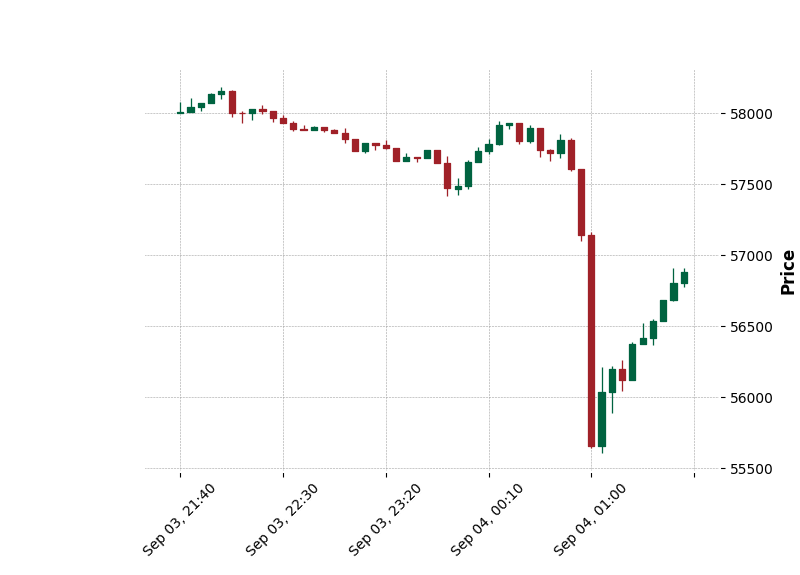 58000
57500
57000
56500
56000
55500
Price
Sep 03, 21:40
Sep 03, 22:30
Sep 03, 23:20
Sep 04, 00:10
Sep 04, 01:00